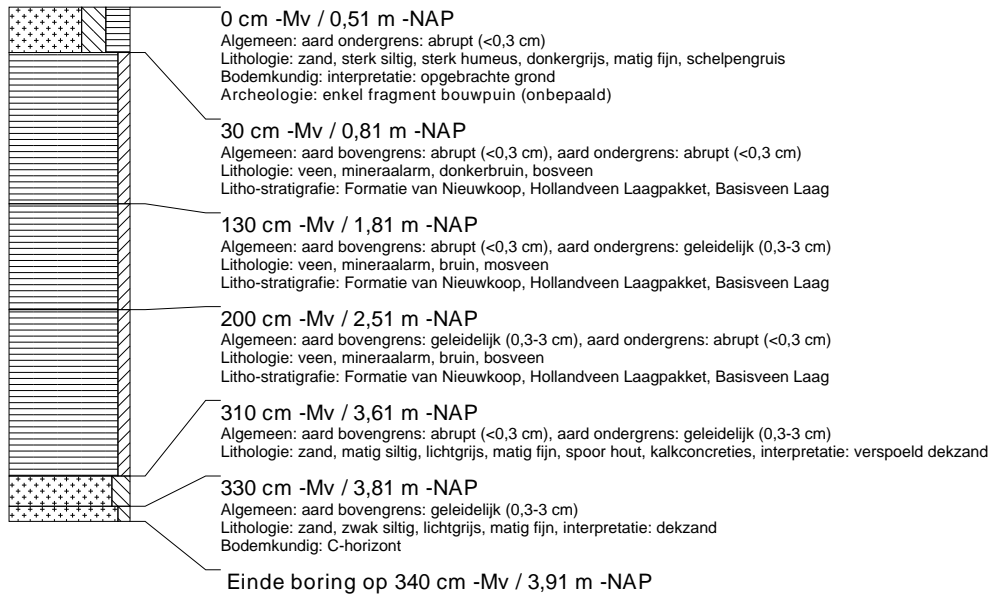 0 cm -Mv / 0,51 m -NAP
Algemeen: aard ondergrens: abrupt (<0,3 cm)
Lithologie: zand, sterk siltig, sterk humeus, donkergrijs, matig fijn, schelpengruis
Bodemkundig: interpretatie: opgebrachte grond
Archeologie: enkel fragment bouwpuin (onbepaald)
30 cm -Mv / 0,81 m -NAP
Algemeen: aard bovengrens: abrupt (<0,3 cm), aard ondergrens: abrupt (<0,3 cm)
Lithologie: veen, mineraalarm, donkerbruin, bosveen
Litho-stratigrafie: Formatie van Nieuwkoop, Hollandveen Laagpakket, Basisveen Laag
130 cm -Mv / 1,81 m -NAP
Algemeen: aard bovengrens: abrupt (<0,3 cm), aard ondergrens: geleidelijk (0,3-3 cm)
Lithologie: veen, mineraalarm, bruin, mosveen
Litho-stratigrafie: Formatie van Nieuwkoop, Hollandveen Laagpakket, Basisveen Laag
200 cm -Mv / 2,51 m -NAP
Algemeen: aard bovengrens: geleidelijk (0,3-3 cm), aard ondergrens: abrupt (<0,3 cm)
Lithologie: veen, mineraalarm, bruin, bosveen
Litho-stratigrafie: Formatie van Nieuwkoop, Hollandveen Laagpakket, Basisveen Laag
310 cm -Mv / 3,61 m -NAP
Algemeen: aard bovengrens: abrupt (<0,3 cm), aard ondergrens: geleidelijk (0,3-3 cm)
Lithologie: zand, matig siltig, lichtgrijs, matig fijn, spoor hout, kalkconcreties, interpretatie: verspoeld dekzand
330 cm -Mv / 3,81 m -NAP
Algemeen: aard bovengrens: geleidelijk (0,3-3 cm)
Lithologie: zand, zwak siltig, lichtgrijs, matig fijn, interpretatie: dekzand
Bodemkundig: C-horizont
Einde boring op 340 cm -Mv / 3,91 m -NAP